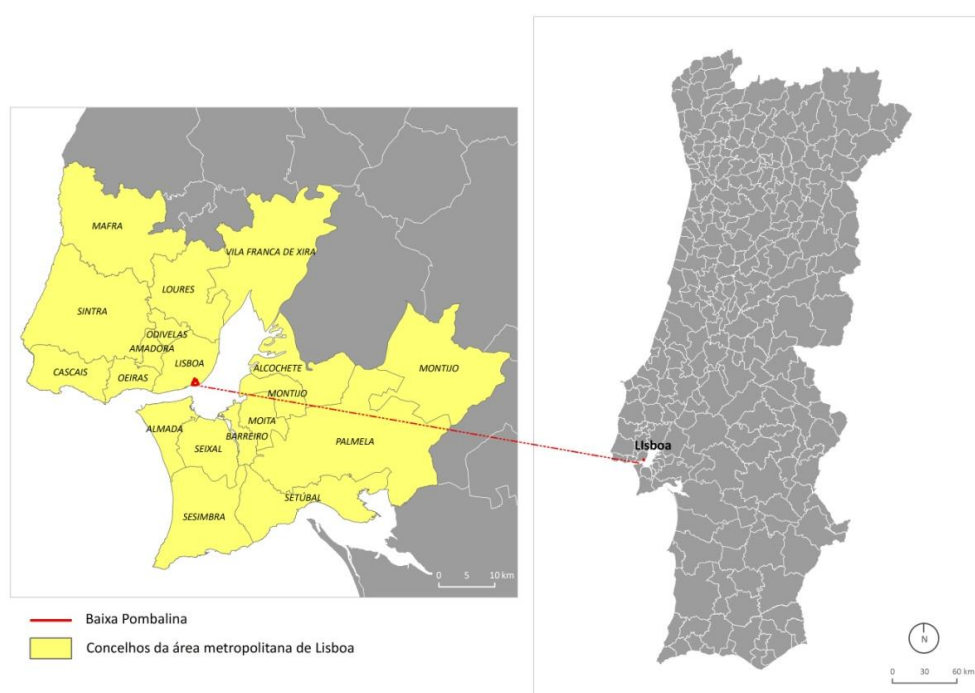 MAFRA
VILA FRANCA DE XIRA
LOURES
SINTRA
ODIVELAS
AMADORA
LISBOA
CASCAIS
OEIRAS
ALCOCHETE
MONTIJO
MONTIJO
ALMADA
MOITA
BARREIRO
SEIXAL
PALMELA
SETÚBAL
SESIMBRA
0 5 10 km
Baixa Pombalina
Concelhos da área metropolitana de Lisboa
Lisboa
N
0 30 60 km